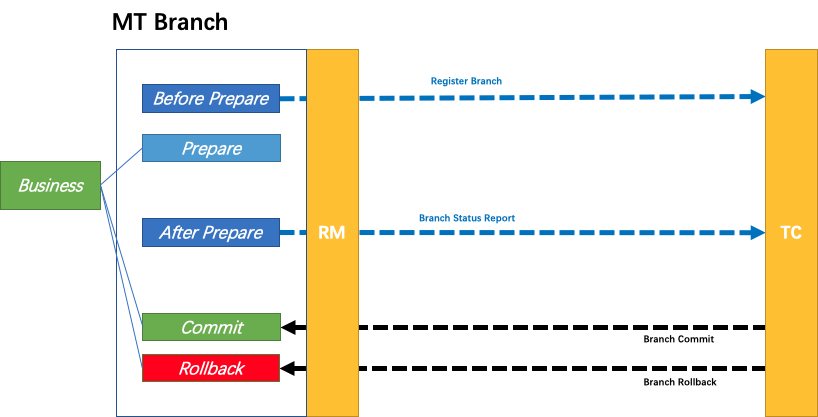 MT Branch
Register Branch
Before Prepare
Prepare
Business
Branch Status Report
After Prepare
RM
TC
Commit
Branch Commit
Rollback
Branch Rollback